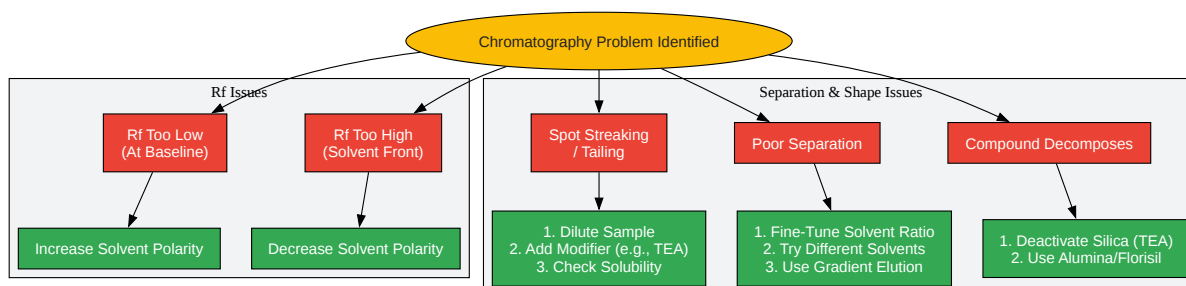 Chromatography Problem Identified
Rf Issues
Separation & Shape Issues
Rf Too Low
(At Baseline)
Rf Too High
(Solvent Front)
Spot Streaking
/ Tailing
Poor Separation
Compound Decomposes
Increase Solvent Polarity
Decrease Solvent Polarity
1. Dilute Sample
2. Add Modifier (e.g., TEA)
3. Check Solubility
1. Fine-Tune Solvent Ratio
2. Try Different Solvents
3. Use Gradient Elution
1. Deactivate Silica (TEA)
2. Use Alumina/Florisil